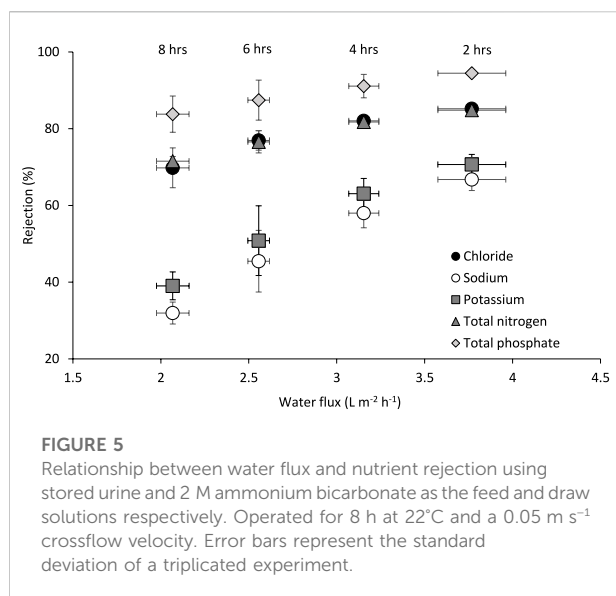 8 hrs 6 hrs 4 hrs 2 hrs
100
80
60
40
20
Rejection (%)
Chloride
Sodium
Potassium
Total nitrogen
Total phosphate
1.5 2 2.5 3 3.5 4 4.5
Water flux (L m⁻² h⁻¹)
FIGURE 5
Relationship between water flux and nutrient rejection using
stored urine and 2 M ammonium bicarbonate as the feed and draw
solutions respectively. Operated for 8 h at 22°C and a 0.05 m s⁻¹
crossflow velocity. Error bars represent the standard
deviation of a triplicated experiment.